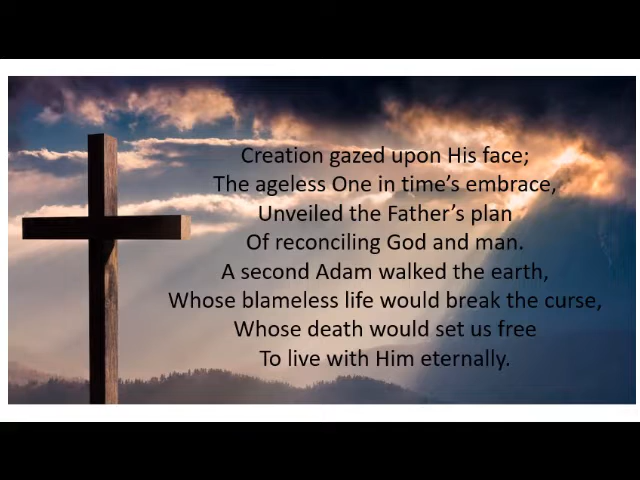 Creation gazed upon His face;
The ageless One in time’s embrace,
Unveiled the Father’s plan
Of reconciling God and man.
A second Adam walked the earth,
Whose blameless life would break the curse,
Whose death would set us free
To live with Him eternally.